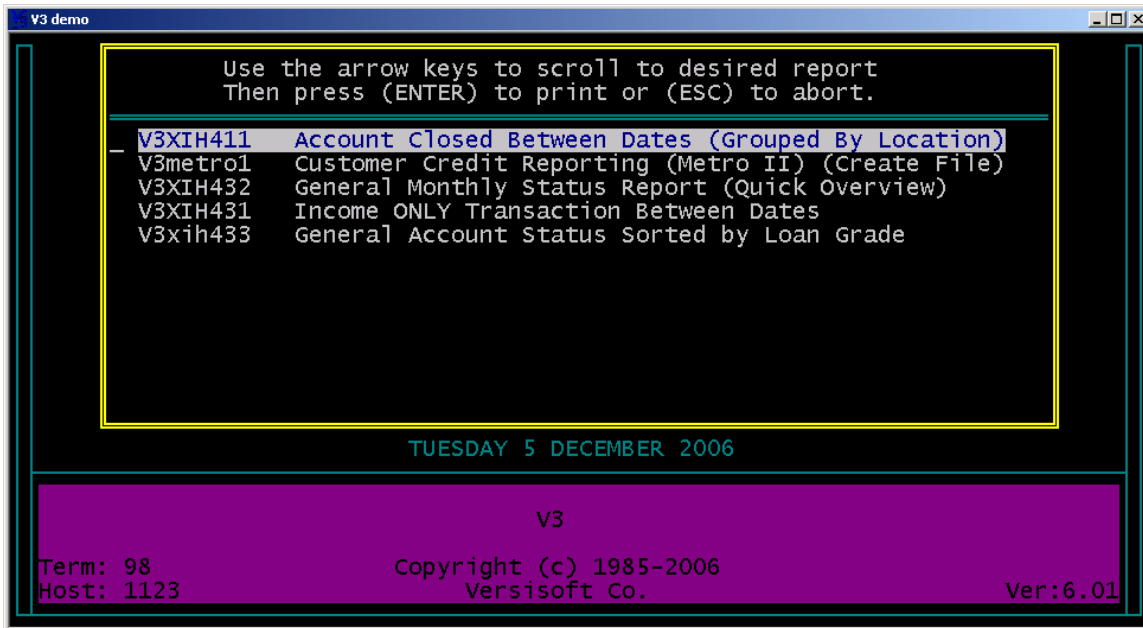 V3 demo
Use the arrow keys to scroll to desired report
Then press (ENTER) to print or (ESC) to abort.
V3XIH411 Account Closed Between Dates (Grouped By Location)
V3metro1 Customer Credit Reporting (Metro II) (Create File)
V3XIH432 General Monthly Status Report (Quick Overview)
V3XIH431 Income ONLY Transaction Between Dates
V3xih433 General Account Status Sorted by Loan Grade
TUESDAY 5 DECEMBER 2006
V3
Term: 98 Copyright (c) 1985-2006
Host: 1123 Versisoft Co. Ver:6.01